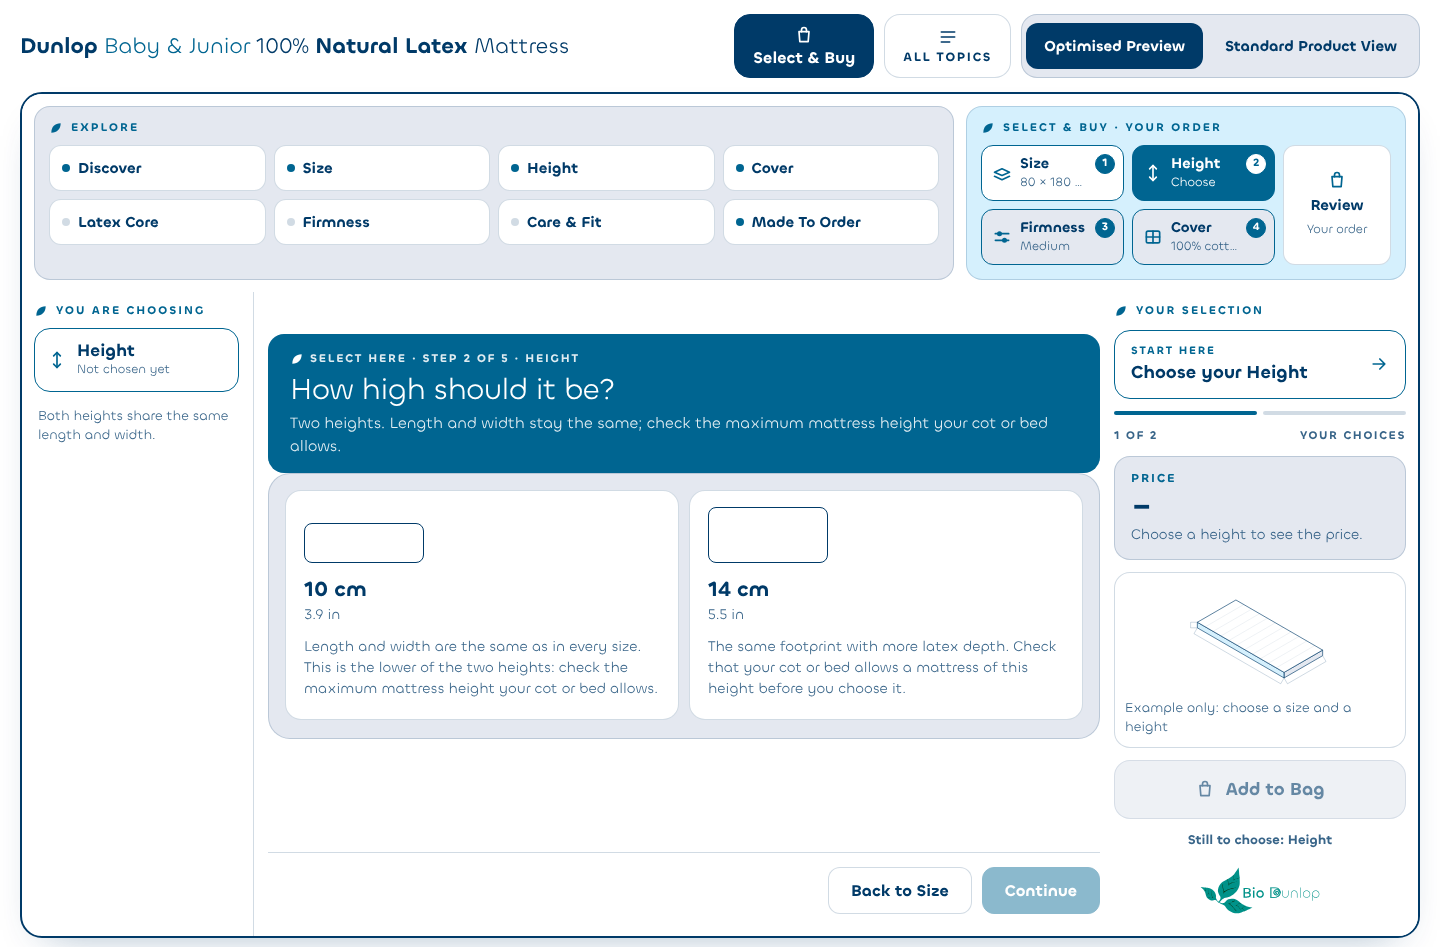 Dunlop Baby & Junior 100% Natural Latex Mattress
Select & Buy
ALL TOPICS
Optimised Preview
Standard Product View
EXPLORE
Discover
Size
Height
Cover
Latex Core
Firmness
Care & Fit
Made To Order
SELECT & BUY · YOUR ORDER
Size
1
80 × 180 ...
Height
2
Choose
Firmness
3
Medium
Cover
4
100% cott...
Review
Your order
YOU ARE CHOOSING
Height
Not chosen yet
Both heights share the same
length and width.
SELECT HERE · STEP 2 OF 5 · HEIGHT
How high should it be?
Two heights. Length and width stay the same; check the maximum mattress height your cot or bed
allows.
10 cm
3.9 in
Length and width are the same as in every size.
This is the lower of the two heights: check the
maximum mattress height your cot or bed allows.
14 cm
5.5 in
The same footprint with more latex depth. Check
that your cot or bed allows a mattress of this
height before you choose it.
Back to Size
Continue
YOUR SELECTION
START HERE
Choose your Height
1 OF 2
YOUR CHOICES
PRICE
–
Choose a height to see the price.
Example only: choose a size and a
height
Add to Bag
Still to choose: Height
Bio Dunlop